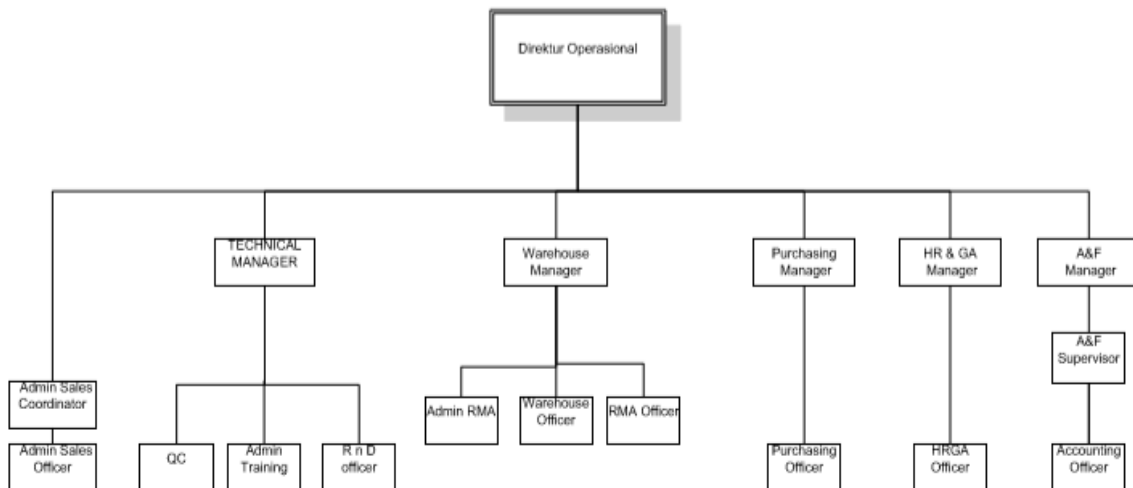 Direktur Operasional
TECHNICAL
MANAGER
Warehouse
Manager
Purchasing
Manager
HR & GA
Manager
A&F
Manager
A&F
Supervisor
Admin Sales
Coordinator
Admin RMA
Warehouse
Officer
RMA Officer
Admin Sales
Officer
QC
Admin
Training
R n D
officer
Purchasing
Officer
HRGA
Officer
Accounting
Officer